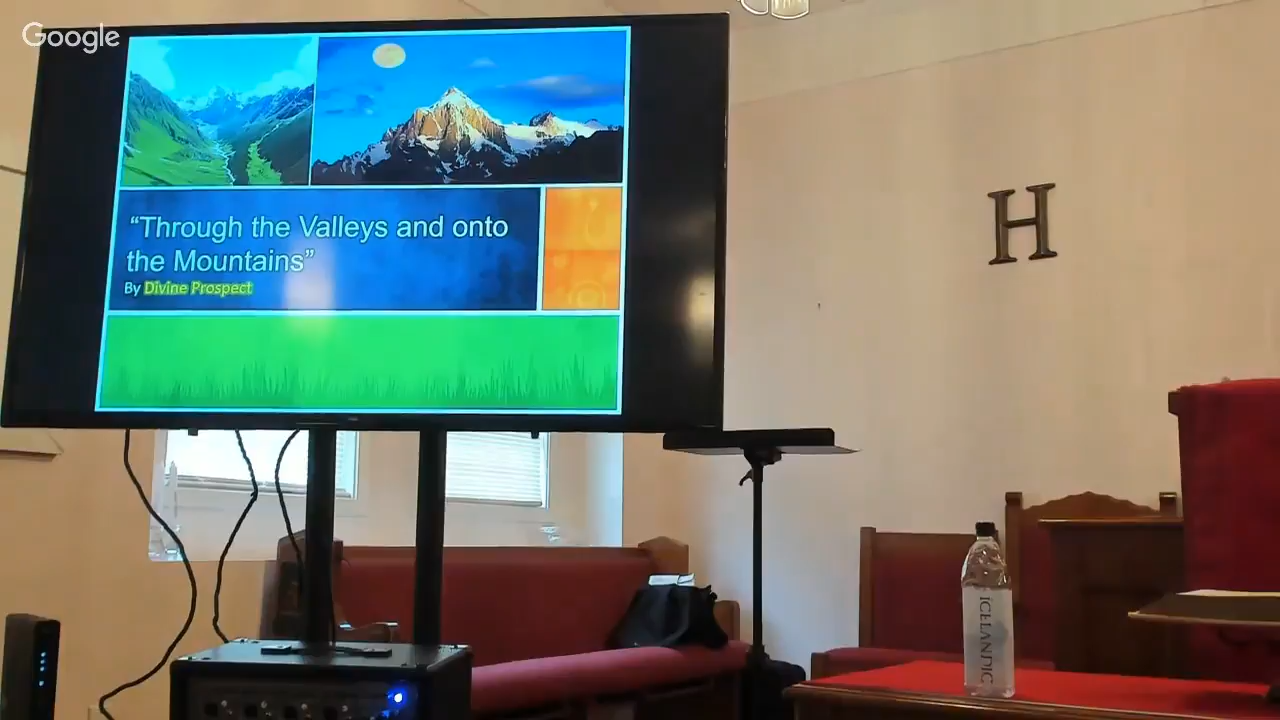 Google
“Through the Valleys and onto
the Mountains”
By Divine Prospect
H
ICELANDIC